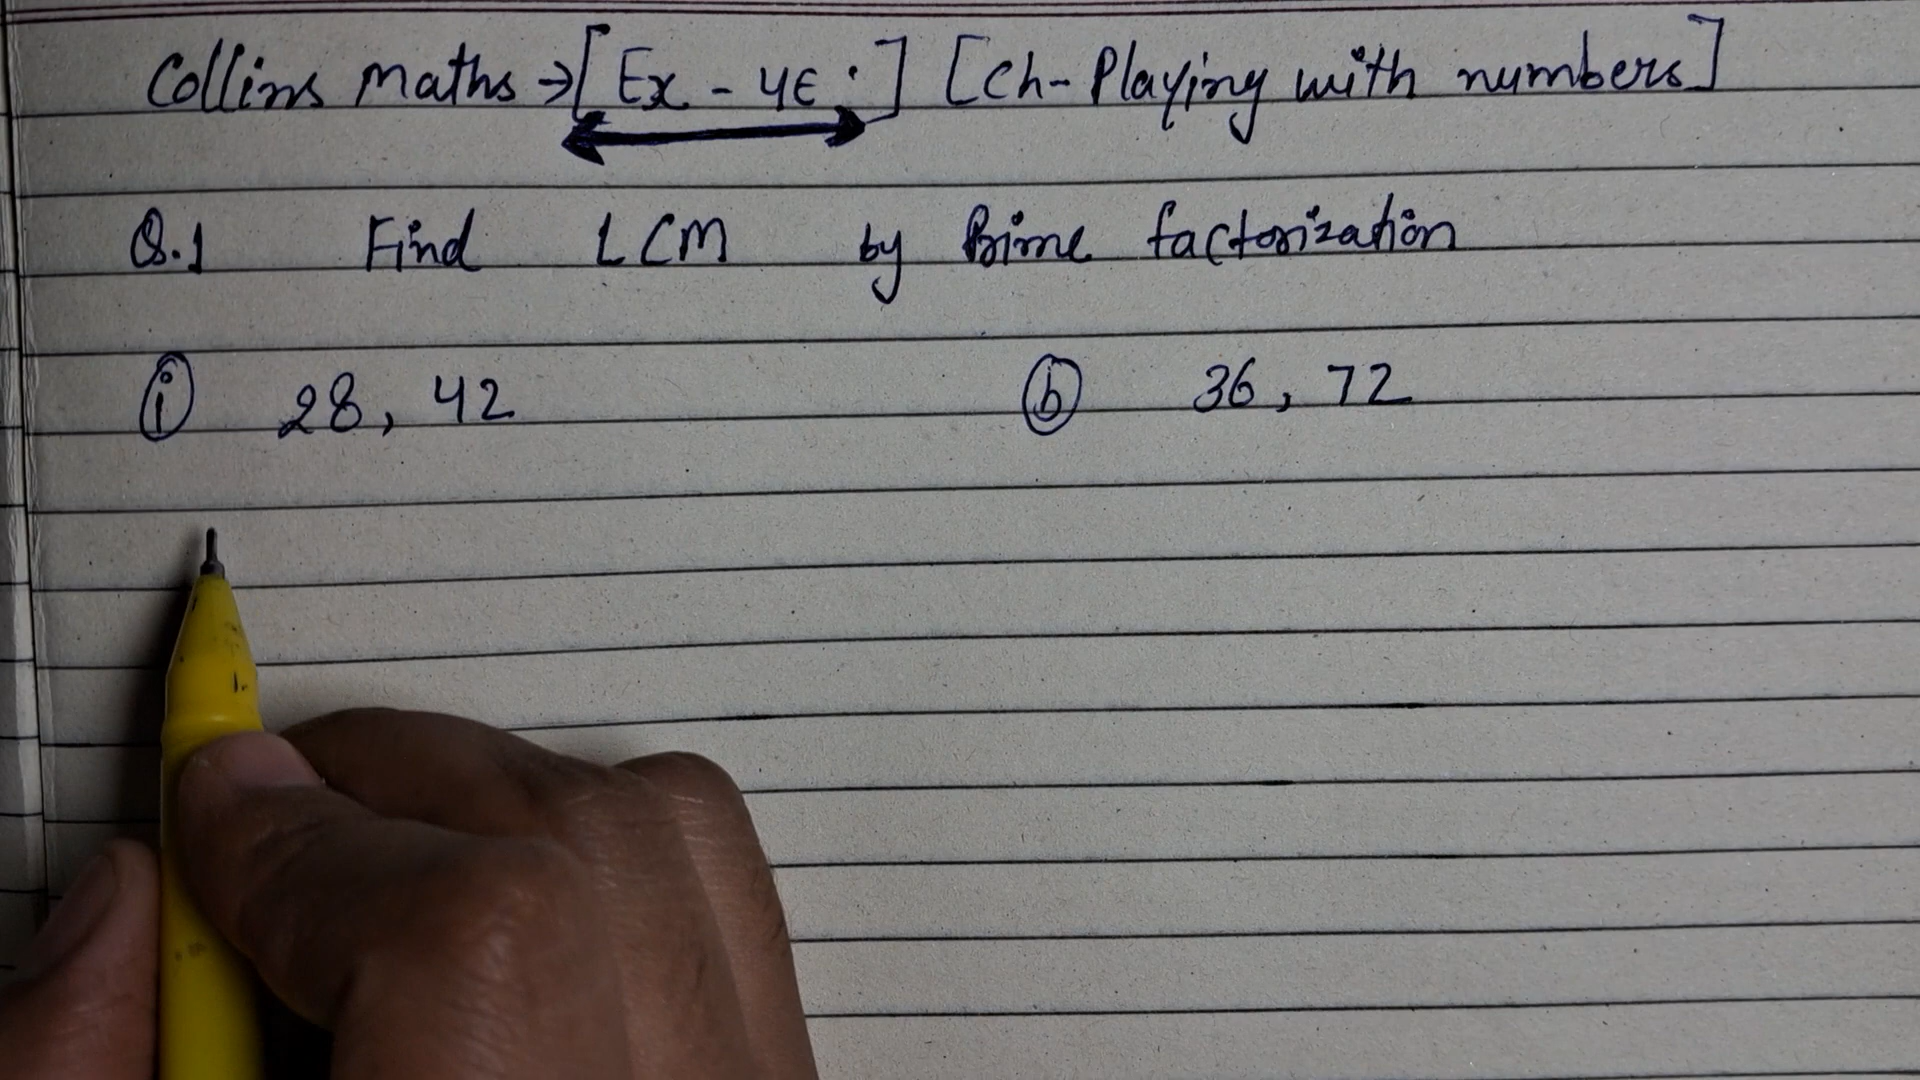 Collins Maths → [Ex - 4E.] [Ch- Playing with numbers]
Q.1 Find LCM by Prime factorization
(i) 28, 42 (b) 36, 72